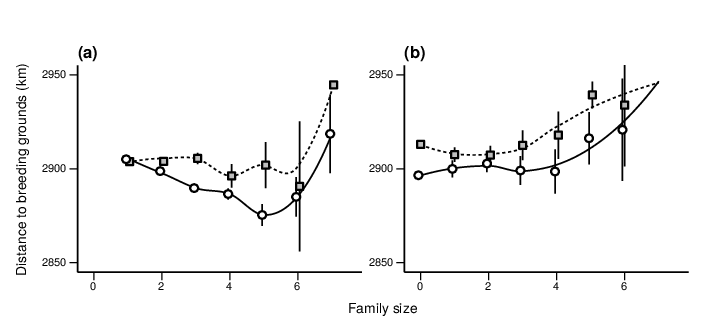 (a) (b)
Distance to breeding grounds (km)
2950 2950
2900 2900
2850 2850
0 2 4 6 0 2 4 6
Family size